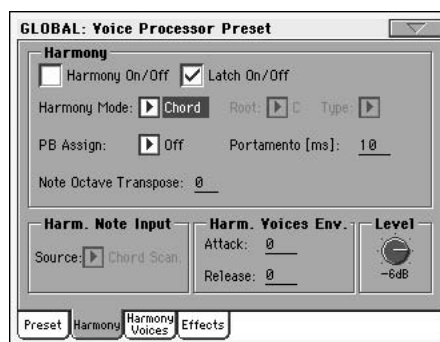 GLOBAL: Voice Processor Preset
Harmony
Harmony On/Off Latch On/Off
Harmony Mode: Chord Root: C Type:
PB Assign: Off Portamento [ms]: 10
Note Octave Transpose: 0
Harm. Note Input Harm. Voices Env. Level
Attack: 0
Source: Chord Scan.
Release: 0 -6dB
Preset Harmony Harmony Voices Effects